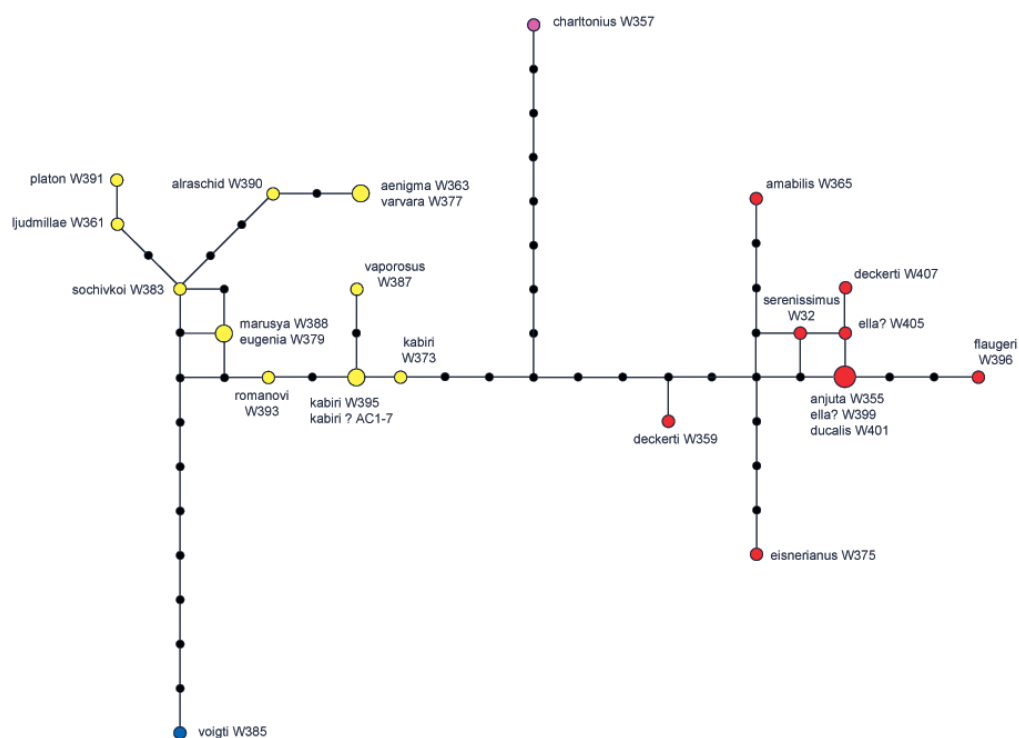 charltonius W357
platon W391
alraschid W390
aenigma W363
varvara W377
amabilis W365
ljudmillae W361
vaporosus
W387
deckerti W407
sochivkoi W383
serenissimus
W32
marusya W388
eugenia W379
ella? W405
kabiri
W373
flaugeri
W396
romanovi
W393
kabiri W395
kabiri ? AC1-7
anjuta W355
ella? W399
ducalis W401
deckerti W359
eisnerianus W375
voigti W385